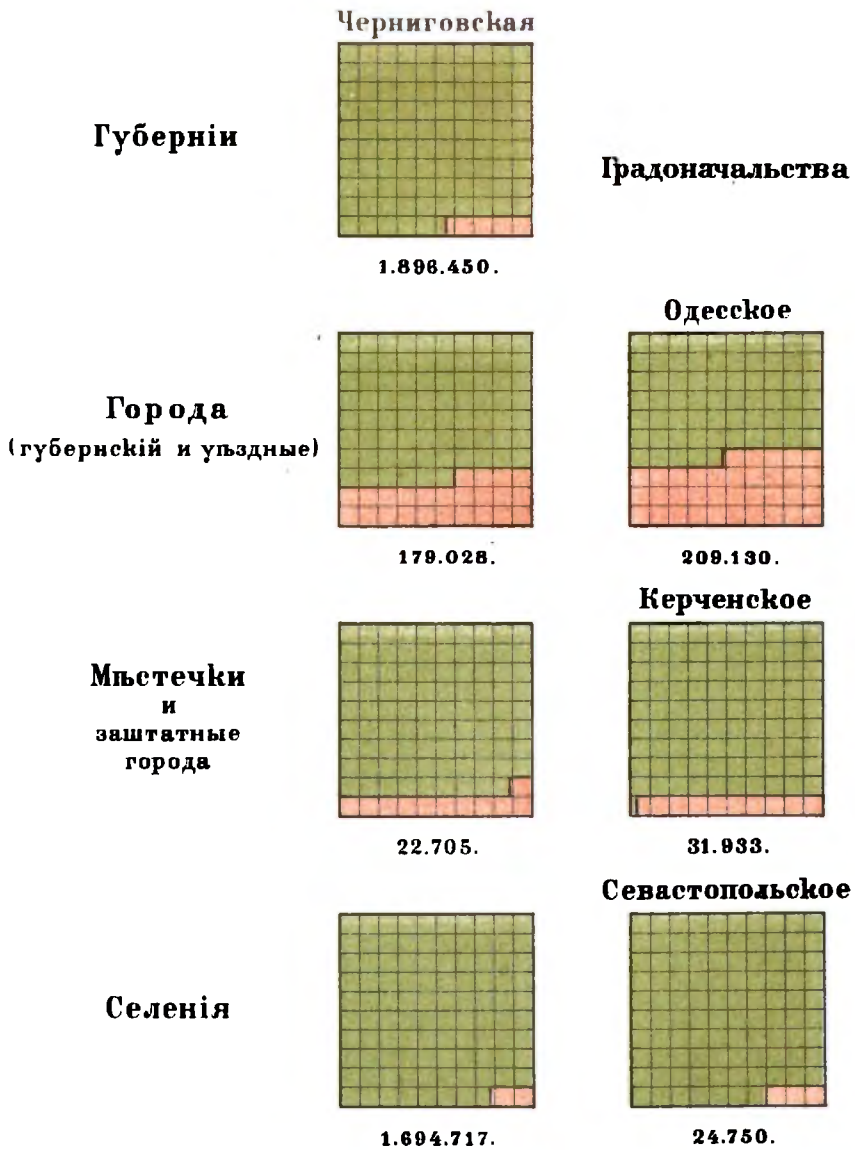 Черниговская
Губерніи
Градоначальства
1.896.450.
Одесское
Города
(губернскій и уѣздные)
179.028.
209.130.
Керченское
Мѣстечки
и
заштатные
города
22.705.
31.933.
Севастопольское
Селенія
1.694.717.
24.750.